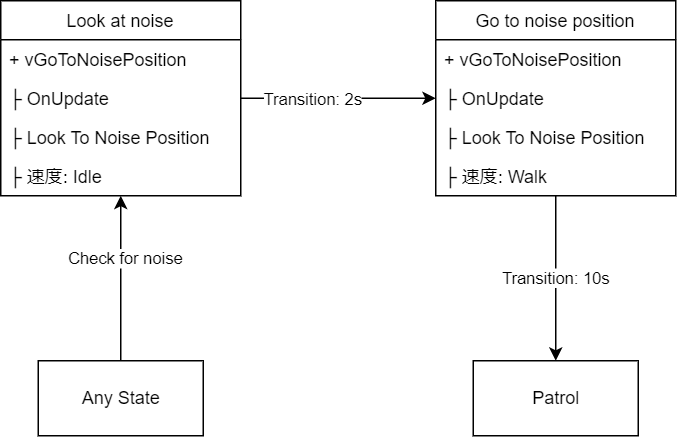 Look at noise
+ vGoToNoisePosition
├ OnUpdate
├ Look To Noise Position
├ 速度: Idle
Transition: 2s
Go to noise position
+ vGoToNoisePosition
├ OnUpdate
├ Look To Noise Position
├ 速度: Walk
Check for noise
Transition: 10s
Any State
Patrol